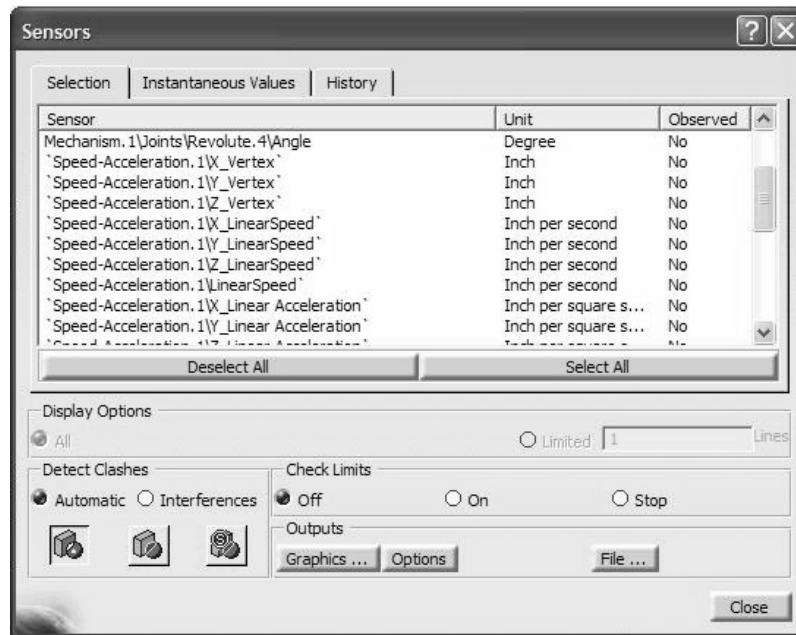 Sensors
Selection Instantaneous Values History
Sensor Unit Observed
Mechanism.1\Joints\Revolute.4\Angle Degree No
`Speed-Acceleration.1\X_Vertex` Inch No
`Speed-Acceleration.1\Y_Vertex` Inch No
`Speed-Acceleration.1\Z_Vertex` Inch No
`Speed-Acceleration.1\X_LinearSpeed` Inch per second No
`Speed-Acceleration.1\Y_LinearSpeed` Inch per second No
`Speed-Acceleration.1\Z_LinearSpeed` Inch per second No
`Speed-Acceleration.1\LinearSpeed` Inch per second No
`Speed-Acceleration.1\X_Linear Acceleration` Inch per square s... No
`Speed-Acceleration.1\Y_Linear Acceleration` Inch per square s... No
Deselect All Select All
Display Options
All Limited 1 Lines
Detect Clashes Check Limits
Automatic Interferences Off On Stop
Outputs
Graphics ... Options File ...
Close